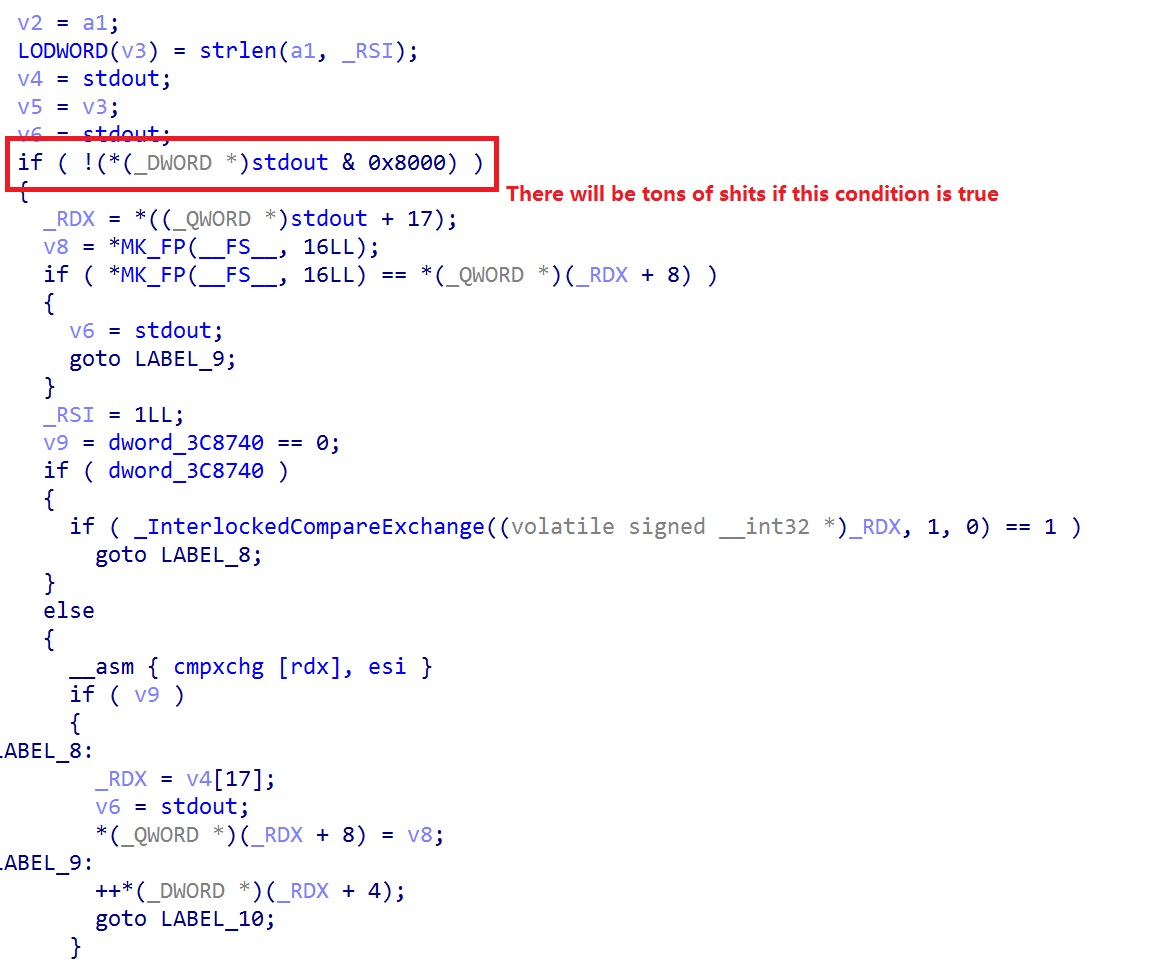 v2 = a1;
LODWORD(v3) = strlen(a1, _RSI);
v4 = stdout;
v5 = v3;
v6 = stdout;
if ( !(*(_DWORD *)stdout & 0x8000) )
{
There will be tons of shits if this condition is true
_RDX = *((_QWORD *)stdout + 17);
v8 = *MK_FP(__FS__, 16LL);
if ( *MK_FP(__FS__, 16LL) == *(_QWORD *)(_RDX + 8) )
{
v6 = stdout;
goto LABEL_9;
}
_RSI = 1LL;
v9 = dword_3C8740 == 0;
if ( dword_3C8740 )
{
if ( _InterlockedCompareExchange((volatile signed __int32 *)_RDX, 1, 0) == 1 )
goto LABEL_8;
}
else
{
__asm { cmpxchg [rdx], esi }
if ( v9 )
{
LABEL_8:
_RDX = v4[17];
v6 = stdout;
*(_QWORD *)(_RDX + 8) = v8;
LABEL_9:
++*(_DWORD *)(_RDX + 4);
goto LABEL_10;
}